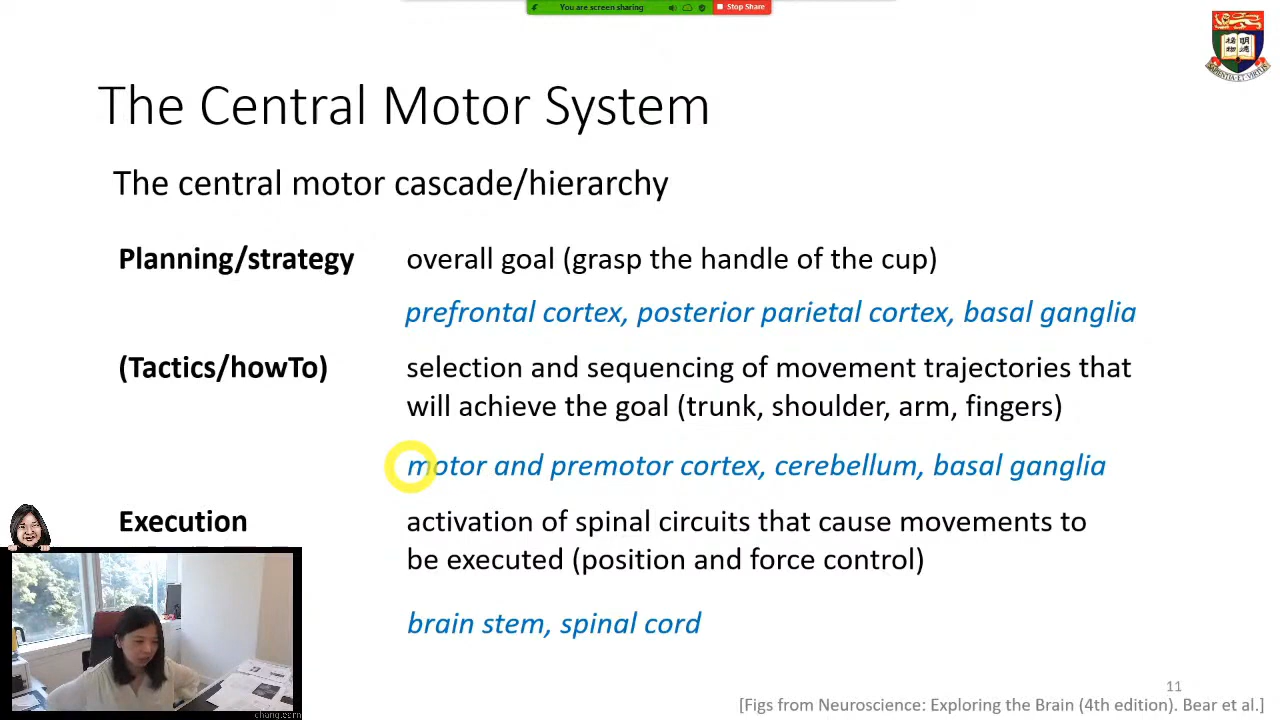 You are screen sharing
Stop Share
The Central Motor System
The central motor cascade/hierarchy
Planning/strategy
overall goal (grasp the handle of the cup)
prefrontal cortex, posterior parietal cortex, basal ganglia
(Tactics/howTo)
selection and sequencing of movement trajectories that
will achieve the goal (trunk, shoulder, arm, fingers)
motor and premotor cortex, cerebellum, basal ganglia
Execution
activation of spinal circuits that cause movements to
be executed (position and force control)
brain stem, spinal cord
11
[Figs from Neuroscience: Exploring the Brain (4th edition). Bear et al.]